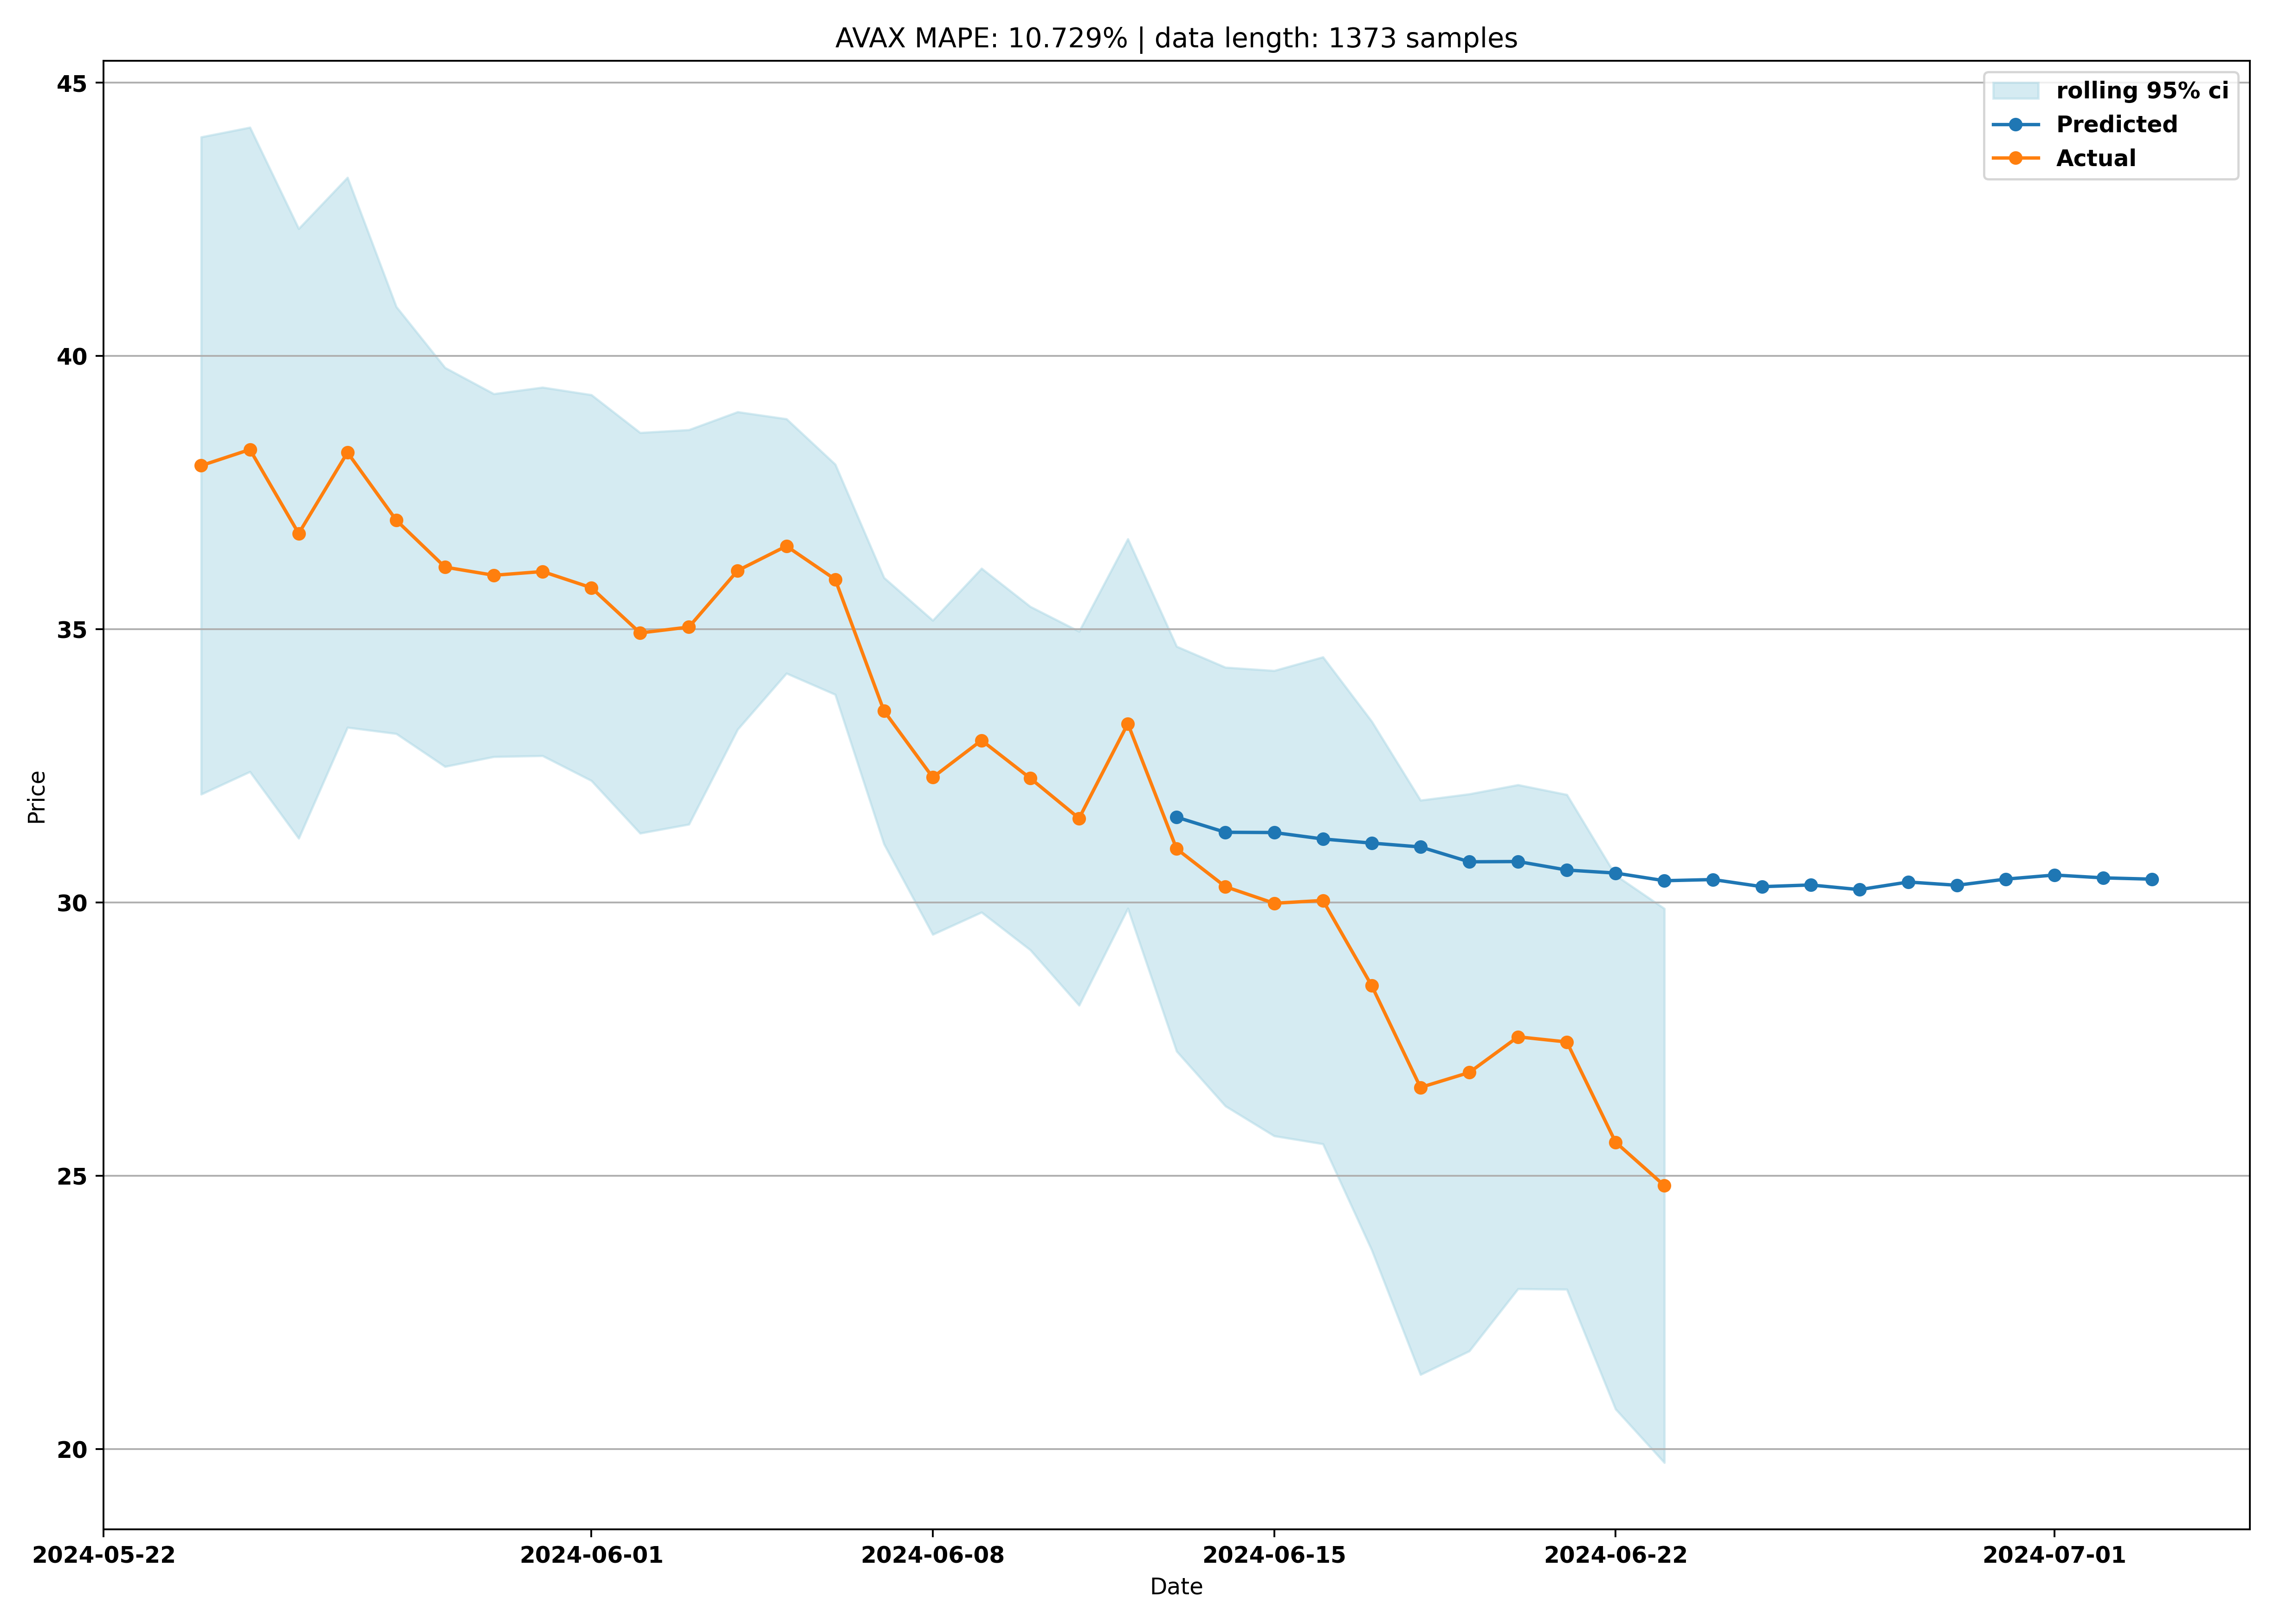 AVAX MAPE: 10.729% | data length: 1373 samples
rolling 95% ci
Predicted
Actual
45
40
35
30
25
20
Price
2024-05-22 2024-06-01 2024-06-08 2024-06-15 2024-06-22 2024-07-01
Date